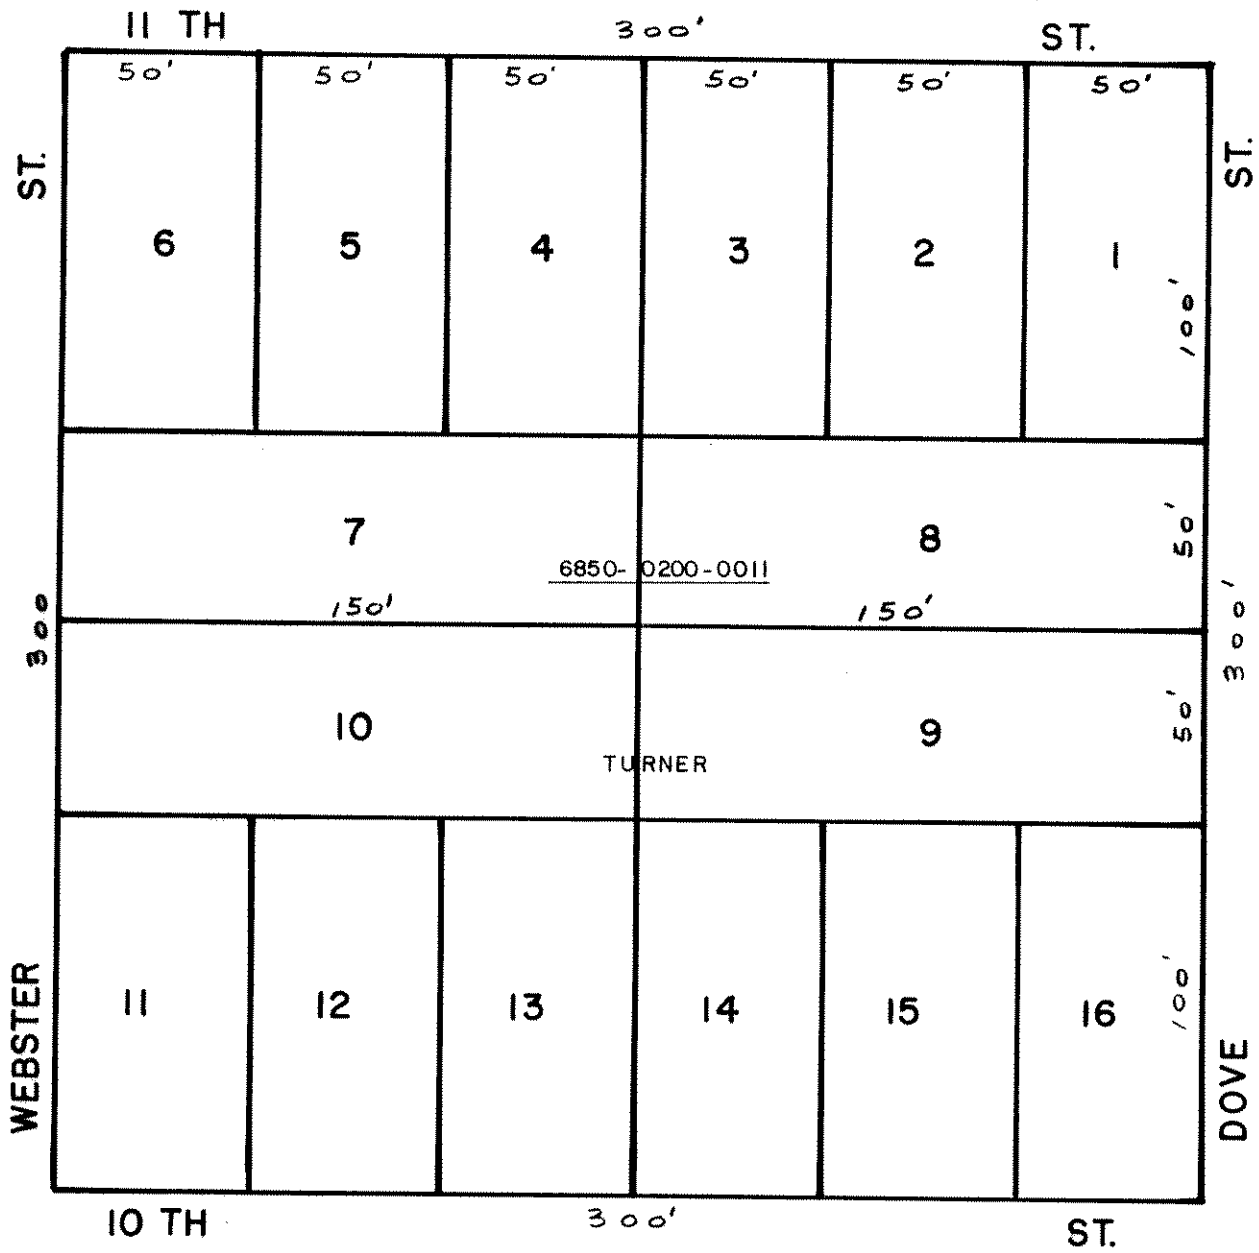 11 TH 300' ST.
50' 50' 50' 50' 50' 50'
ST. ST.
6 5 4 3 2 1
100'
7 8
50'
6850-0200-0011
150' 150'
300 300'
10 9
50'
TURNER
11 12 13 14 15 16
100'
WEBSTER DOVE
10 TH 300' ST.